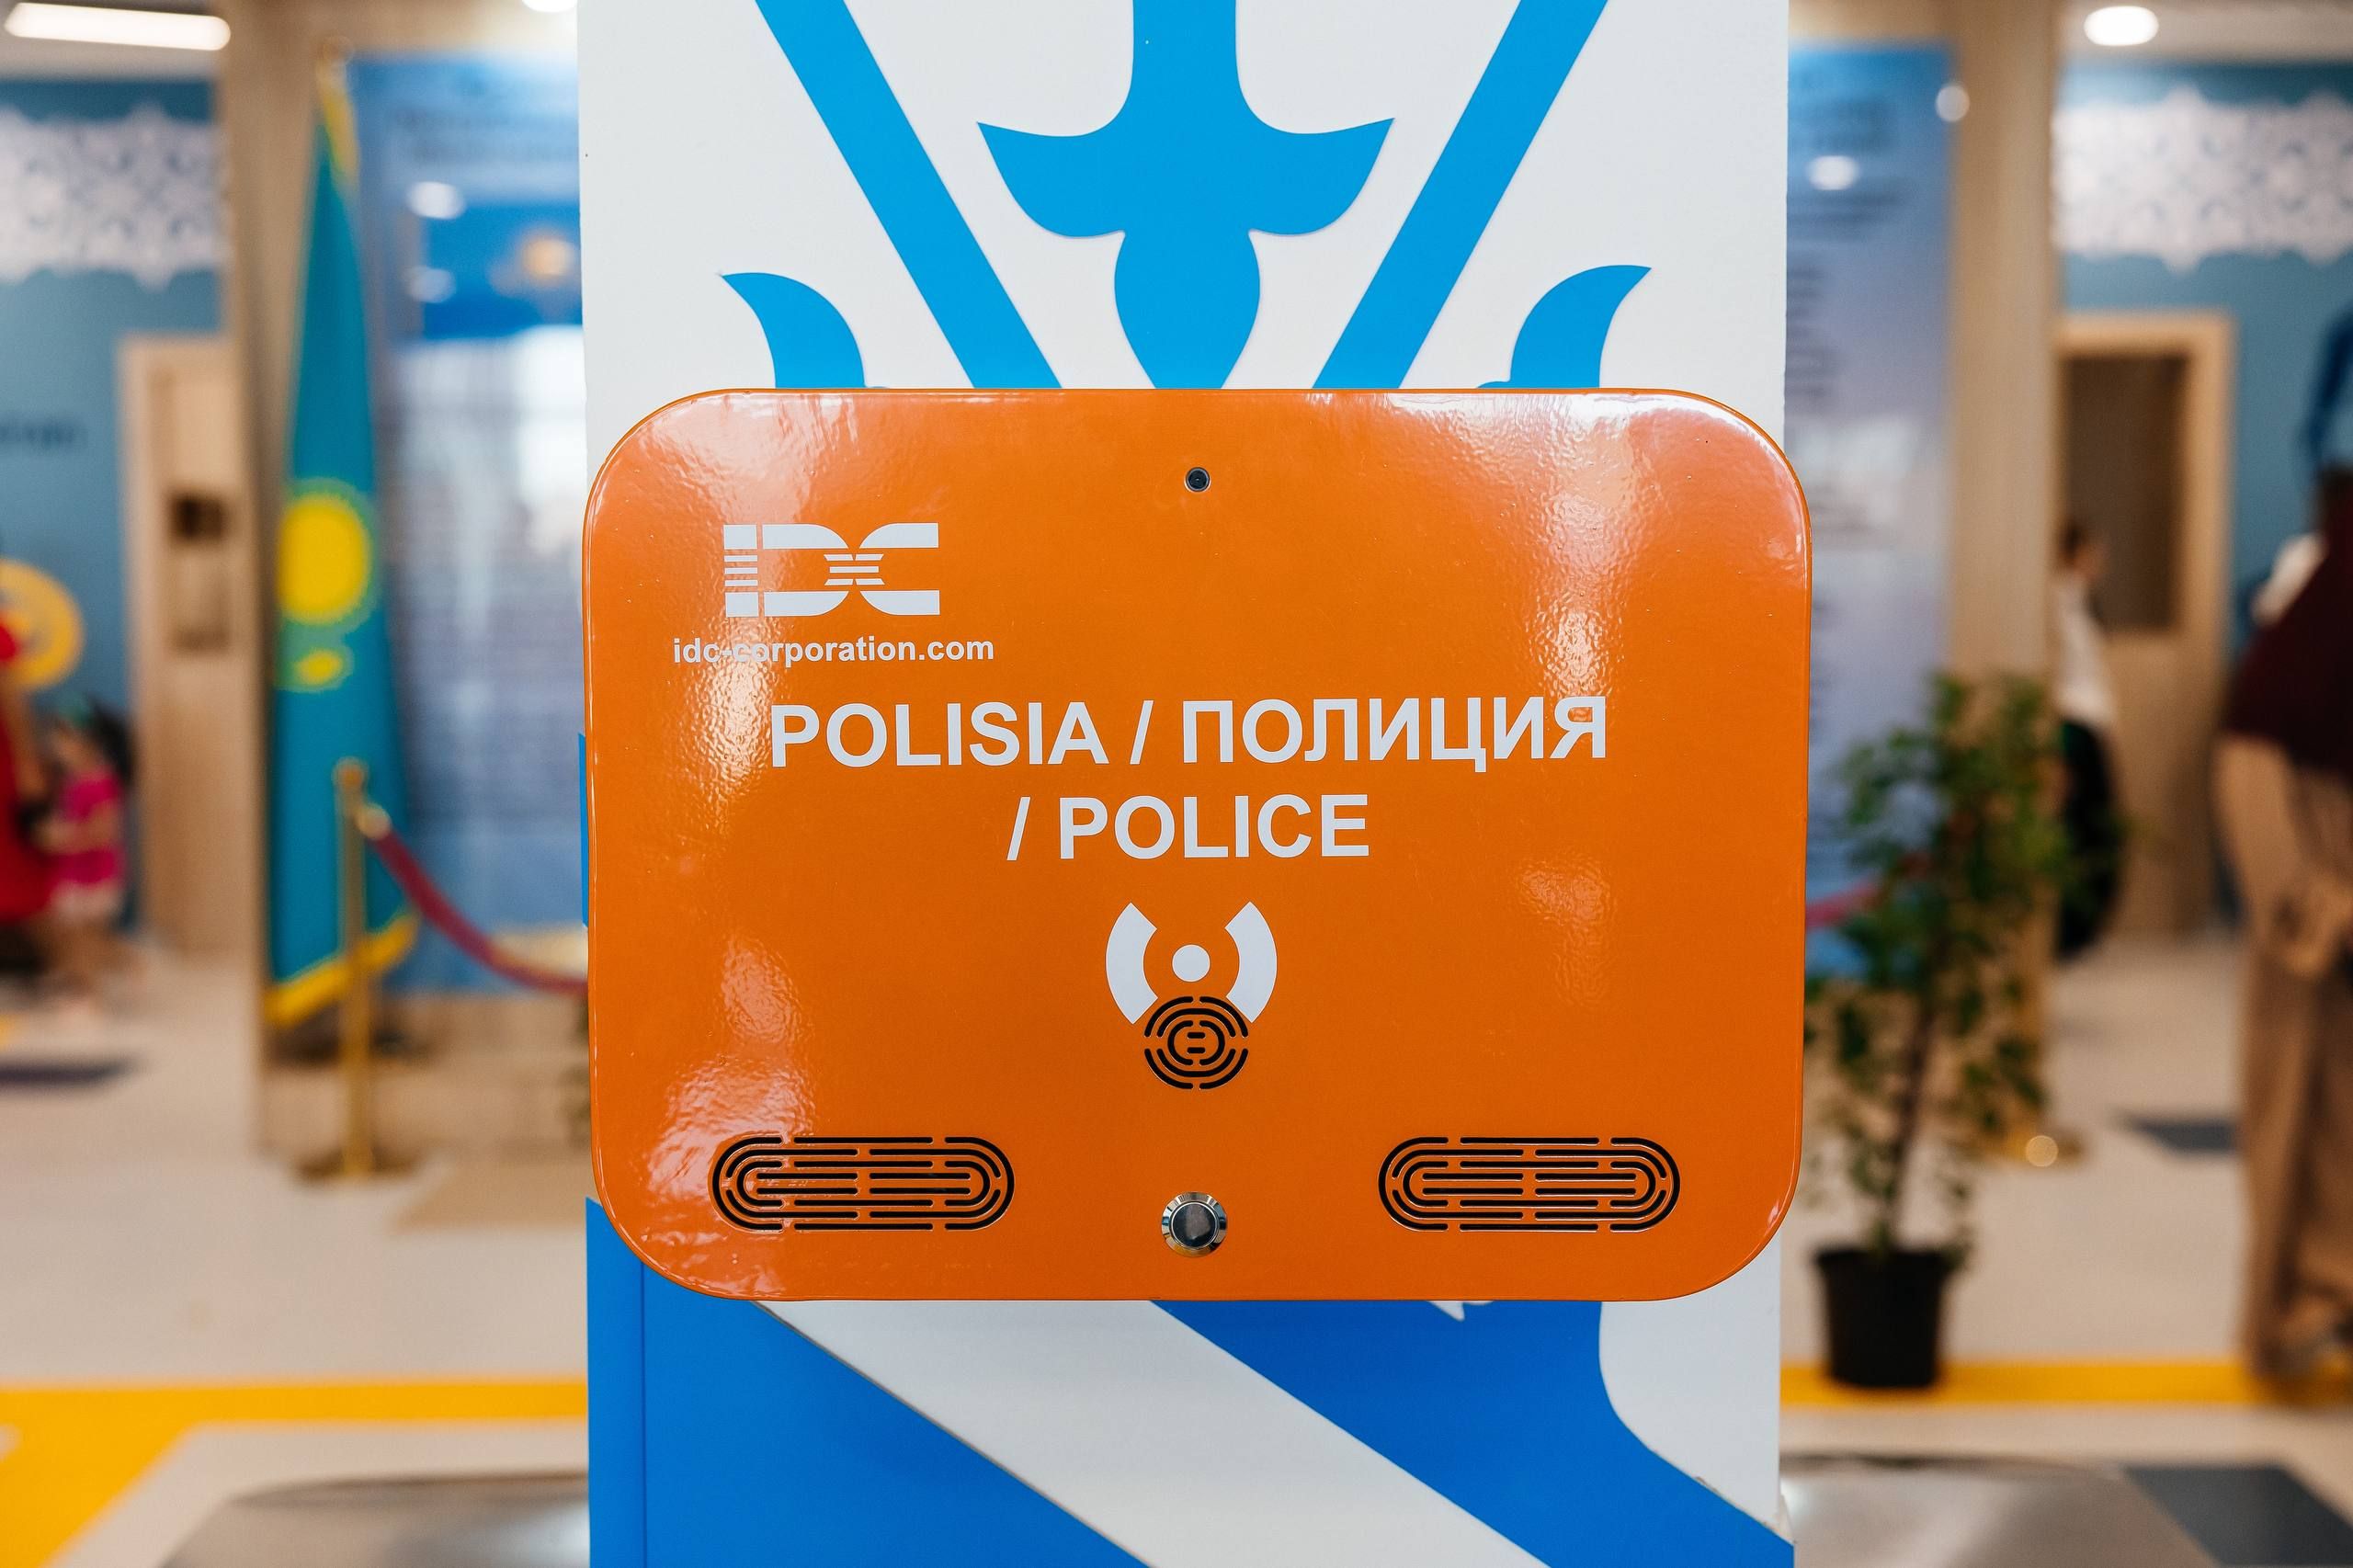 IDC
idc-corporation.com
POLISIA / ПОЛИЦИЯ
/ POLICE